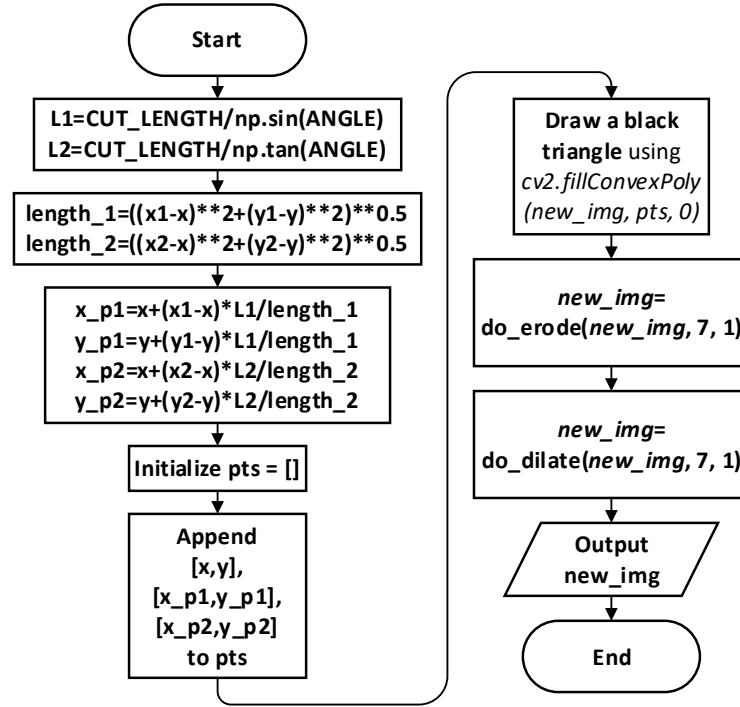 Start
L1=CUT_LENGTH/np.sin(ANGLE)
L2=CUT_LENGTH/np.tan(ANGLE)
length_1=((x1-x)**2+(y1-y)**2)**0.5
length_2=((x2-x)**2+(y2-y)**2)**0.5
x_p1=x+(x1-x)*L1/length_1
y_p1=y+(y1-y)*L1/length_1
x_p2=x+(x2-x)*L2/length_2
y_p2=y+(y2-y)*L2/length_2
Initialize pts = []
Append
[x,y],
[x_p1,y_p1],
[x_p2,y_p2]
to pts
Draw a black
triangle using
cv2.fillConvexPoly
(new_img, pts, 0)
new_img=
do_erode(new_img, 7, 1)
new_img=
do_dilate(new_img, 7, 1)
Output
new_img
End